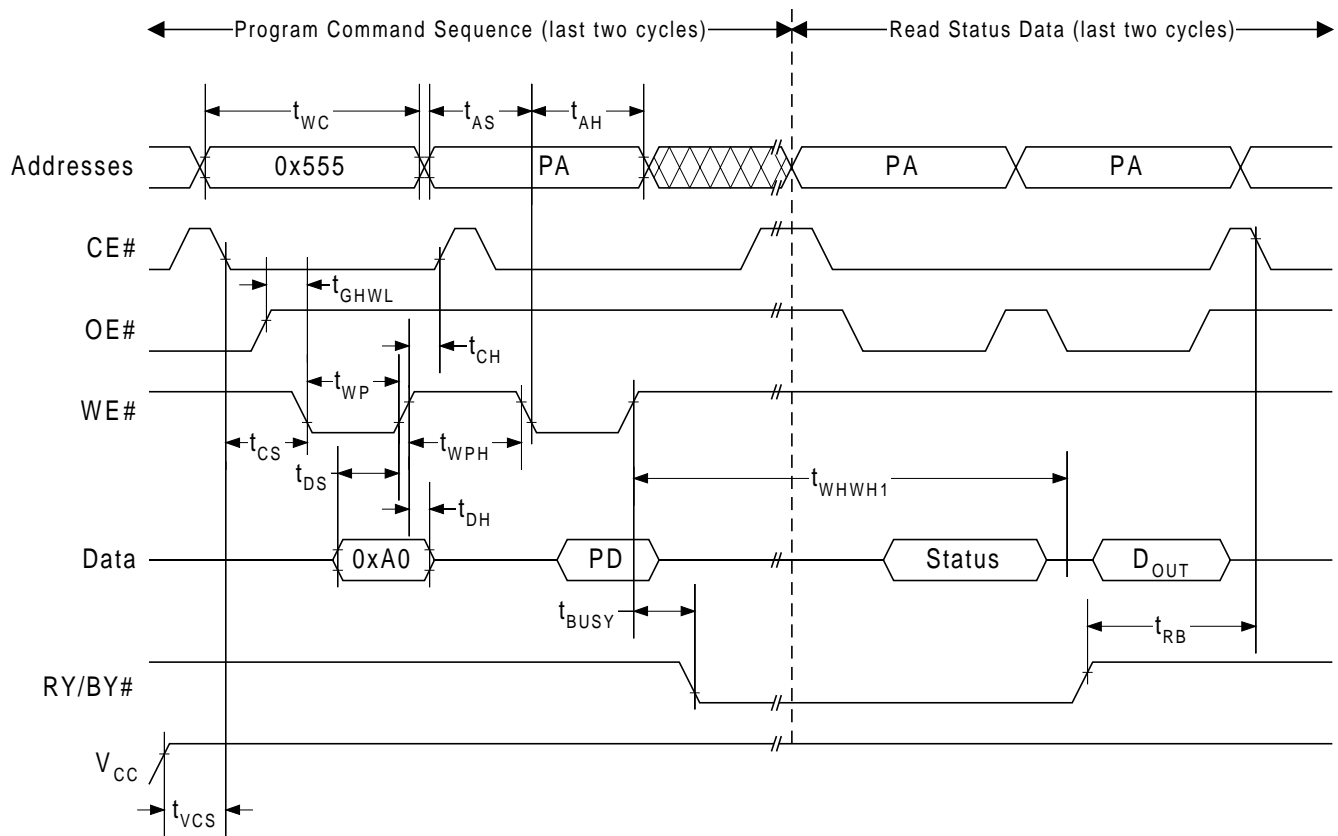 Program Command Sequence (last two cycles) Read Status Data (last two cycles)
tWC tAS tAH
Addresses 0x555 PA PA PA
CE#
tGHWL
OE#
tCH
tWP
WE#
tCS tWPH
tDS tWHWH1
tDH
Data 0xA0 PD Status DOUT
tBUSY tRB
RY/BY#
VCC
tVCS